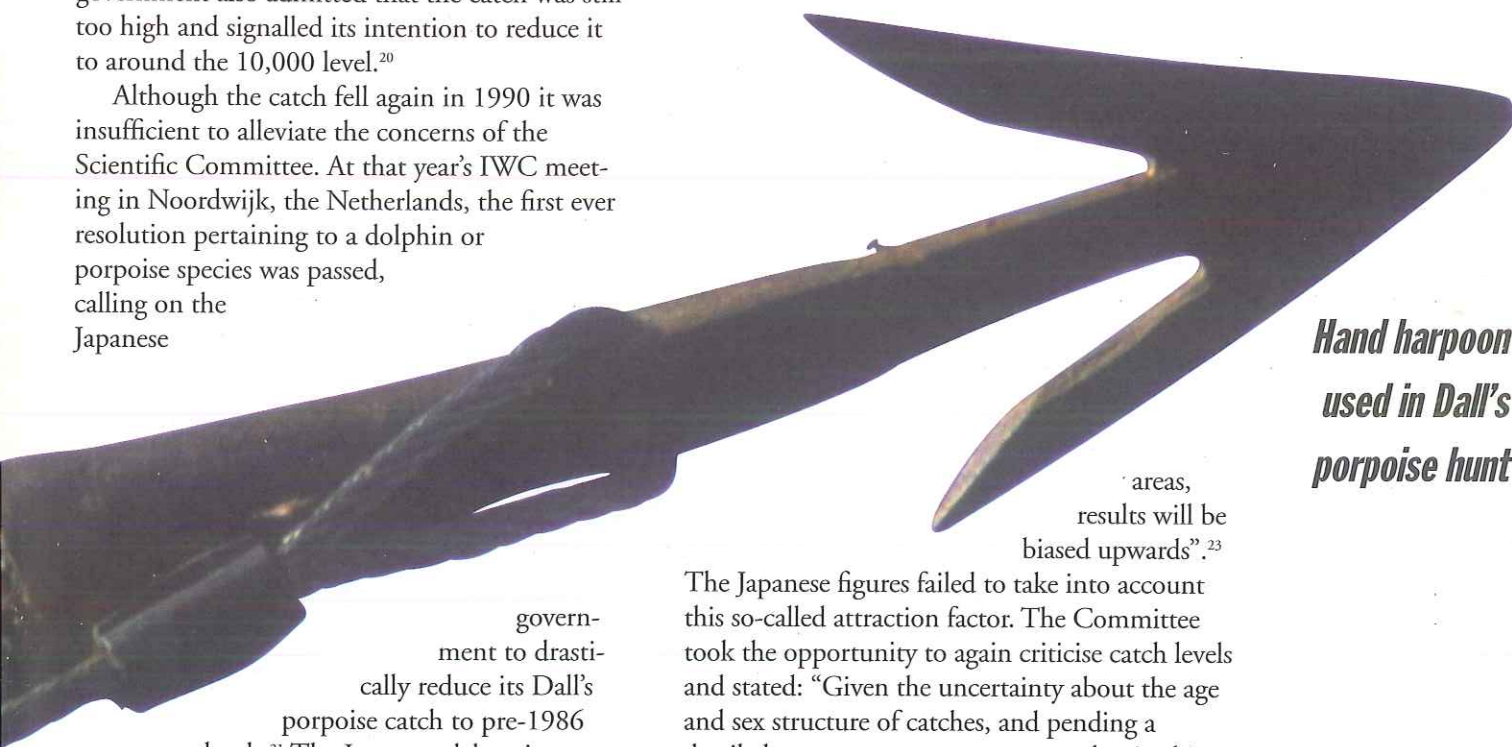 too high and signalled its intention to reduce it
to around the 10,000 level.²⁰
Although the catch fell again in 1990 it was
insufficient to alleviate the concerns of the
Scientific Committee. At that year's IWC meet-
ing in Noordwijk, the Netherlands, the first ever
resolution pertaining to a dolphin or
porpoise species was passed,
calling on the
Japanese
govern-
ment to drasti-
cally reduce its Dall's
porpoise catch to pre-1986
areas,
results will be
biased upwards".²³
The Japanese figures failed to take into account
this so-called attraction factor. The Committee
took the opportunity to again criticise catch levels
and stated: "Given the uncertainty about the age
and sex structure of catches, and pending a
Hand harpoon
used in Dall's
porpoise hunt